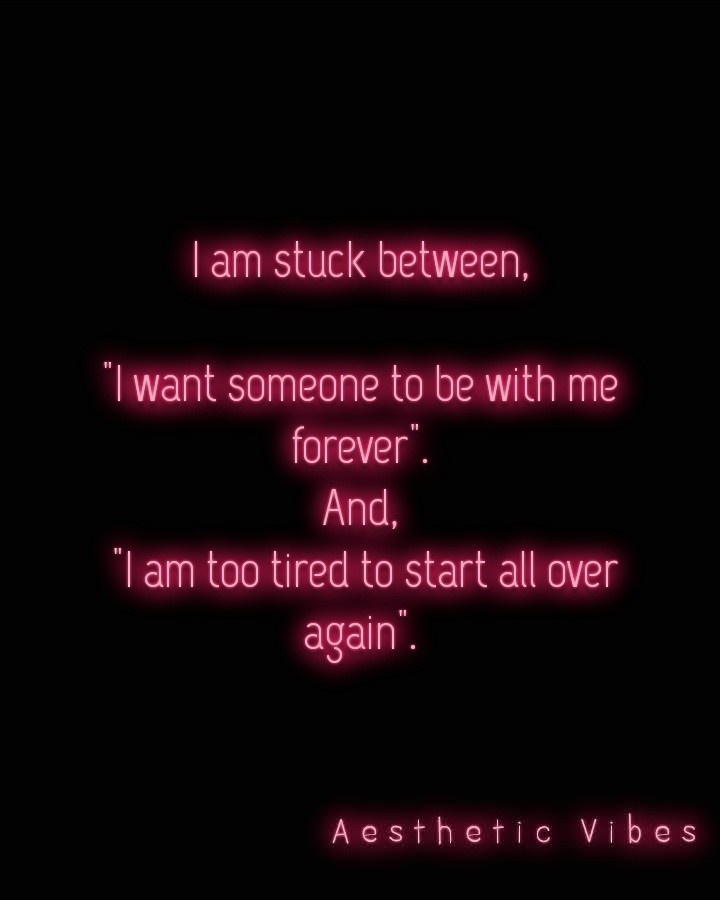 I am stuck between,
"I want someone to be with me
forever".
And,
"I am too tired to start all over
again".
Aesthetic Vibes